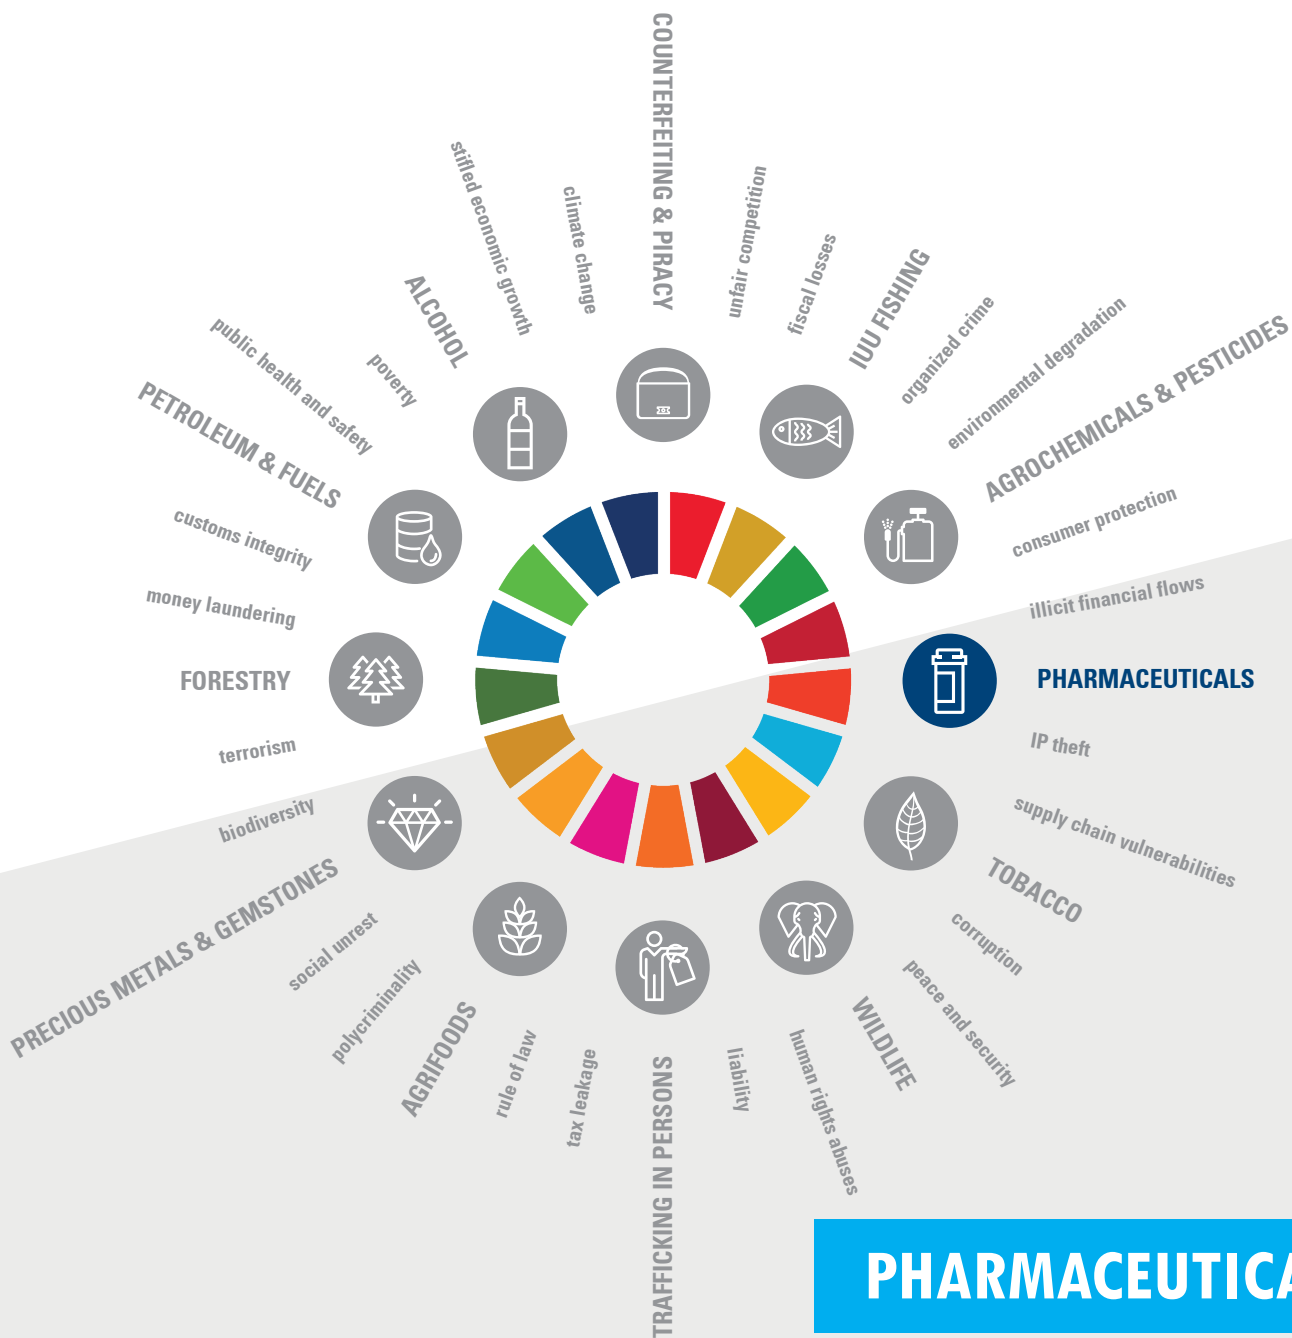 COUNTERFEITING & PIRACY
unfair competition
fiscal losses
IUU FISHING
organized crime
environmental degradation
AGROCHEMICALS & PESTICIDES
consumer protection
illicit financial flows
PHARMACEUTICALS
IP theft
supply chain vulnerabilities
TOBACCO
corruption
peace and security
WILDLIFE
human rights abuses
liability
TRAFFICKING IN PERSONS
tax leakage
rule of law
AGRIFOODS
polycriminality
social unrest
PRECIOUS METALS & GEMSTONES
biodiversity
terrorism
FORESTRY
money laundering
customs integrity
PETROLEUM & FUELS
public health and safety
poverty
ALCOHOL
stifled economic growth
climate change
PHARMACEUTICA